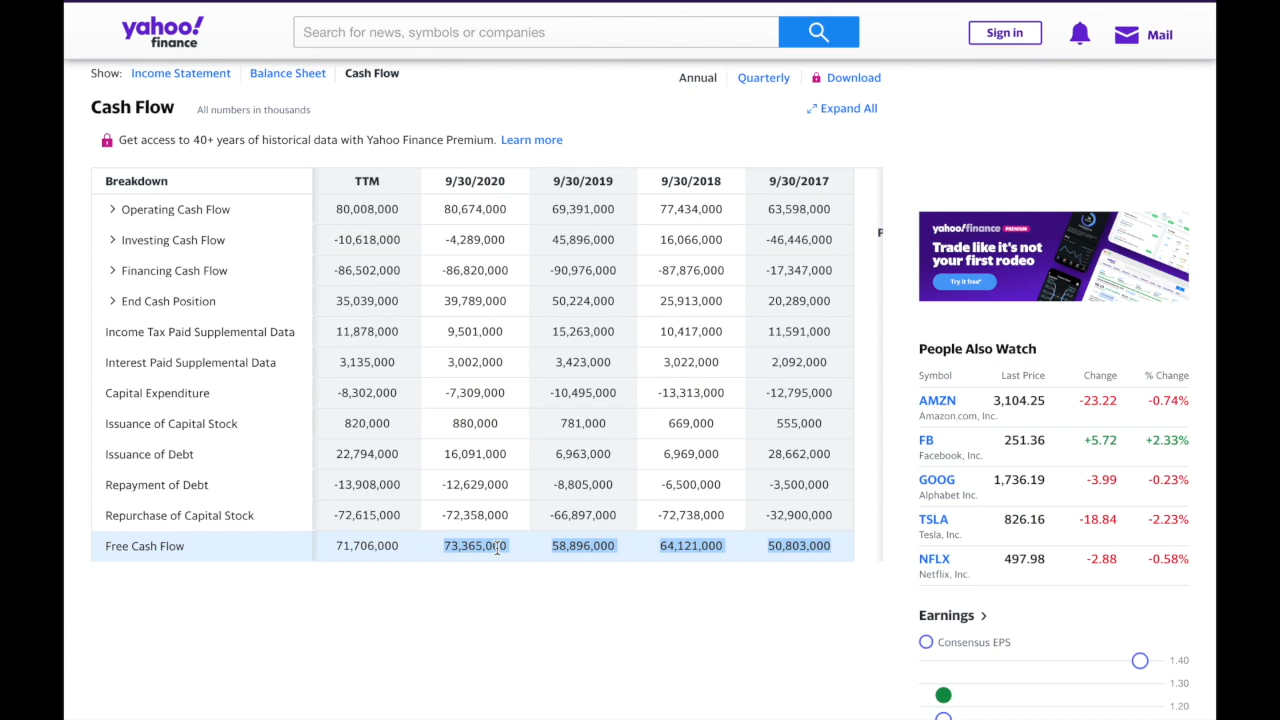 yahoo!
finance
Search for news, symbols or companies
Sign in
Mail
Show: Income Statement Balance Sheet Cash Flow
Annual Quarterly Download
Cash Flow All numbers in thousands
Expand All
Get access to 40+ years of historical data with Yahoo Finance Premium. Learn more
Breakdown TTM 9/30/2020 9/30/2019 9/30/2018 9/30/2017
Operating Cash Flow 80,008,000 80,674,000 69,391,000 77,434,000 63,598,000
Investing Cash Flow -10,618,000 -4,289,000 45,896,000 16,066,000 -46,446,000
Financing Cash Flow -86,502,000 -86,820,000 -90,976,000 -87,876,000 -17,347,000
End Cash Position 35,039,000 39,789,000 50,224,000 25,913,000 20,289,000
Income Tax Paid Supplemental Data 11,878,000 9,501,000 15,263,000 10,417,000 11,591,000
Interest Paid Supplemental Data 3,135,000 3,002,000 3,423,000 3,022,000 2,092,000
Capital Expenditure -8,302,000 -7,309,000 -10,495,000 -13,313,000 -12,795,000
Issuance of Capital Stock 820,000 880,000 781,000 669,000 555,000
Issuance of Debt 22,794,000 16,091,000 6,963,000 6,969,000 28,662,000
Repayment of Debt -13,908,000 -12,629,000 -8,805,000 -6,500,000 -3,500,000
Repurchase of Capital Stock -72,615,000 -72,358,000 -66,897,000 -72,738,000 -32,900,000
Free Cash Flow 71,706,000 73,365,000 58,896,000 64,121,000 50,803,000
yahoo!finance PREMIUM
Trade like it's not
your first rodeo
Try it free*
People Also Watch
Symbol Last Price Change % Change
AMZN 3,104.25 -23.22 -0.74%
Amazon.com, Inc.
FB 251.36 +5.72 +2.33%
Facebook, Inc.
GOOG 1,736.19 -3.99 -0.23%
Alphabet Inc.
TSLA 826.16 -18.84 -2.23%
Tesla, Inc.
NFLX 497.98 -2.88 -0.58%
Netflix, Inc.
Earnings
Consensus EPS
1.40
1.30
1.20